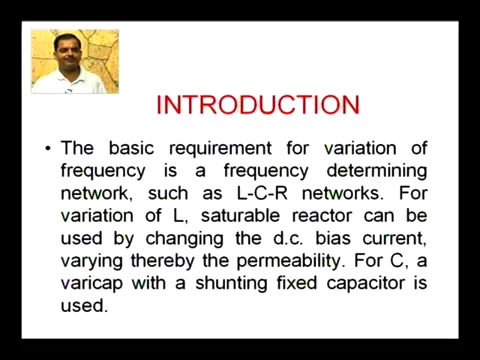 INTRODUCTION
• The basic requirement for variation of
frequency is a frequency determining
network, such as L-C-R networks. For
variation of L, saturable reactor can be
used by changing the d.c. bias current,
varying thereby the permeability. For C, a
varicap with a shunting fixed capacitor is
used.